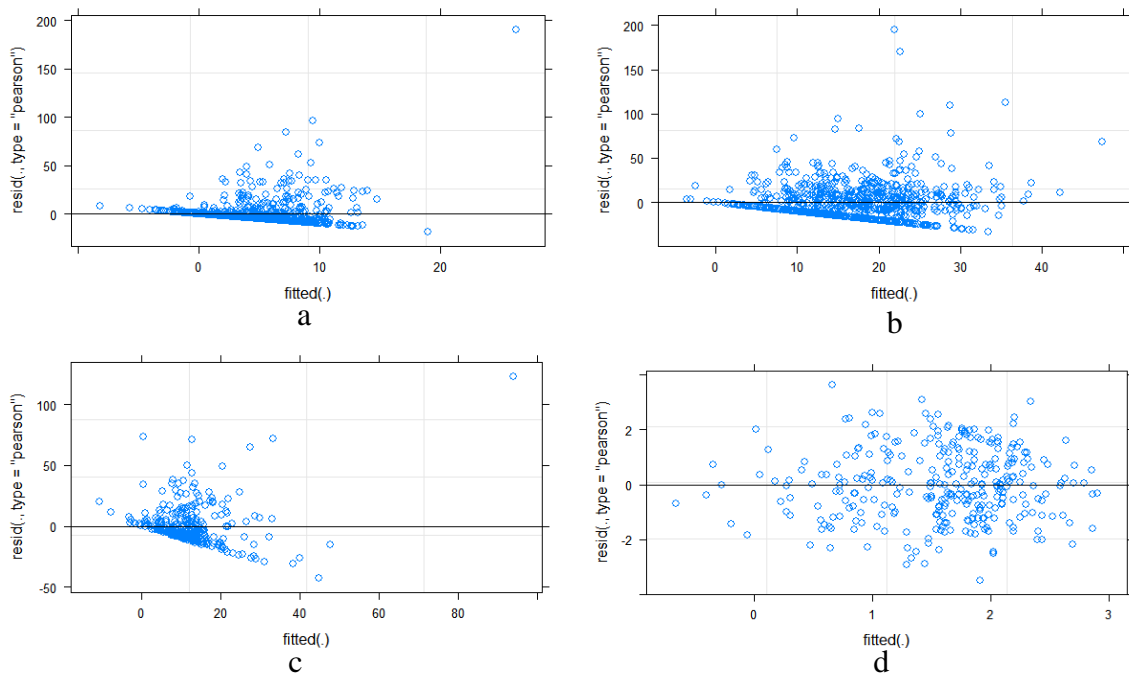 200
150
100
50
0
resid(., type = "pearson")
0 10 20
fitted(.)
a
200
150
100
50
0
resid(., type = "pearson")
0 10 20 30 40
fitted(.)
b
100
50
0
-50
resid(., type = "pearson")
0 20 40 60 80
fitted(.)
c
2
0
-2
resid(., type = "pearson")
0 1 2 3
fitted(.)
d